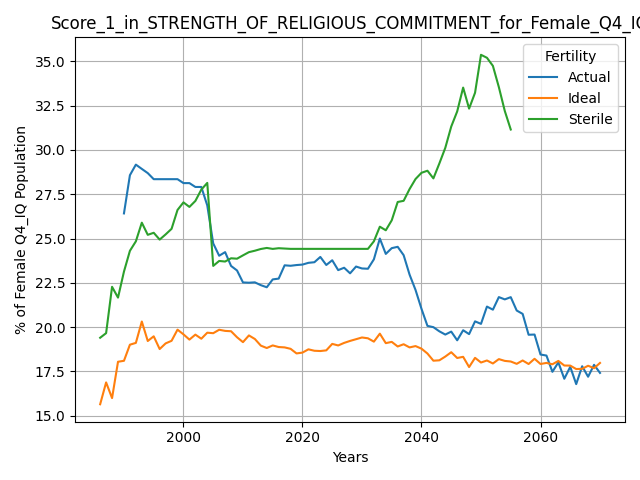 Score_1_in_STRENGTH_OF_RELIGIOUS_COMMITMENT_for_Female_Q4_IQ
Fertility
Actual
Ideal
Sterile
% of Female Q4_IQ Population
35.0
32.5
30.0
27.5
25.0
22.5
20.0
17.5
15.0
2000
2020
2040
2060
Years